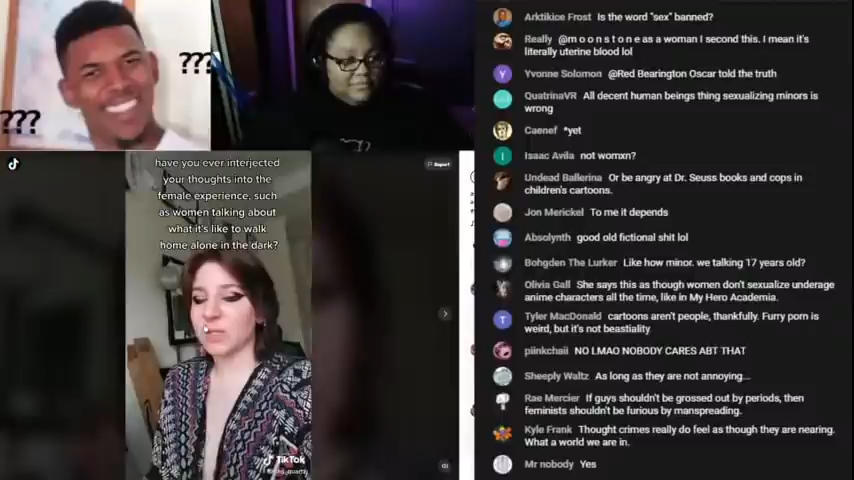 ???
???
have you ever interjected
your thoughts into the
female experience, such
as women talking about
what it's like to walk
home alone in the dark?
Report
TikTok
Arktikice Frost Is the word "sex" banned?
Really @m o o n s t o n e as a woman I second this. I mean it's
literally uterine blood lol
Yvonne Solomon @Red Bearington Oscar told the truth
QuatrinaVR All decent human beings thing sexualizing minors is
wrong
Caenef *yet
Isaac Avila not womxn?
Undead Ballerina Or be angry at Dr. Seuss books and cops in
children's cartoons.
Jon Merickel To me it depends
Absolynth good old fictional shit lol
Bohgden The Lurker Like how minor. we talking 17 years old?
Olivia Gall She says this as though women don't sexualize underage
anime characters all the time, like in My Hero Academia.
Tyler MacDonald cartoons aren't people, thankfully. Furry porn is
weird, but it's not beastiality
piinkchaii NO LMAO NOBODY CARES ABT THAT
Sheeply Waltz As long as they are not annoying...
Rae Mercier If guys shouldn't be grossed out by periods, then
feminists shouldn't be furious by manspreading.
Kyle Frank Thought crimes really do feel as though they are nearing.
What a world we are in.
Mr nobody Yes